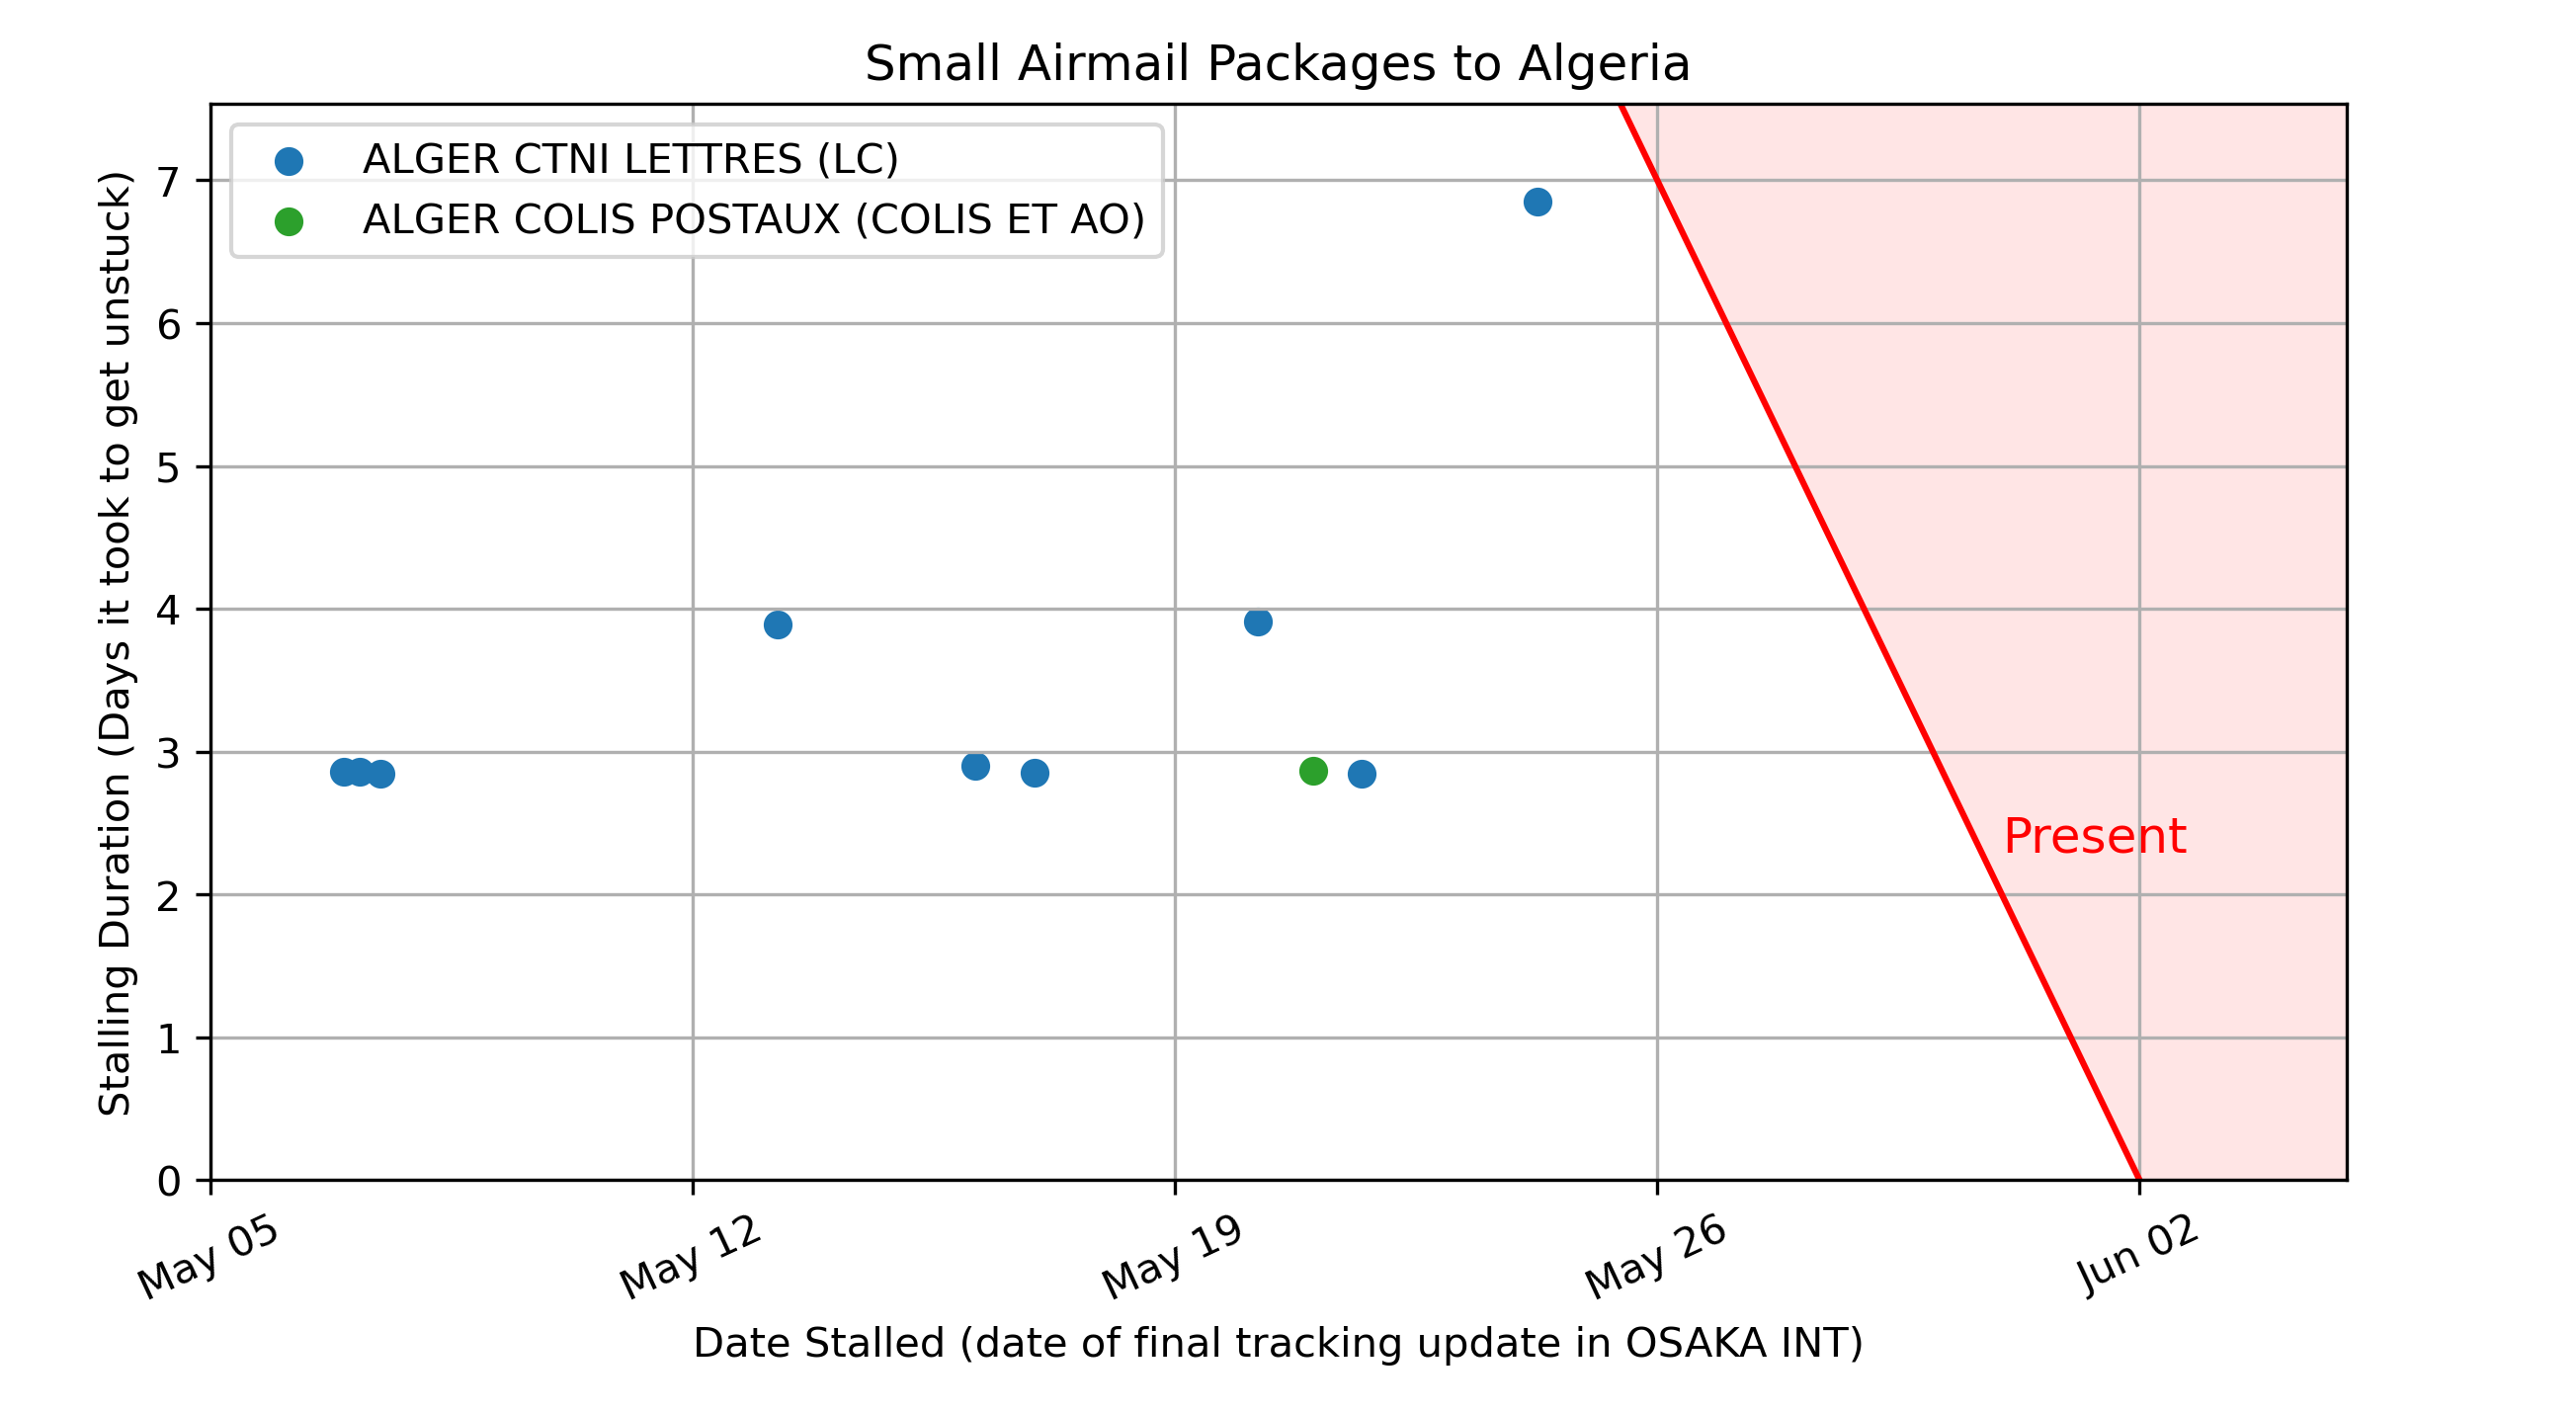 Small Airmail Packages to Algeria
ALGER CTNI LETTRES (LC)
ALGER COLIS POSTAUX (COLIS ET AO)
Stalling Duration (Days it took to get unstuck)
7
6
5
4
3
2
1
0
Present
May 05
May 12
May 19
May 26
Jun 02
Date Stalled (date of final tracking update in OSAKA INT)